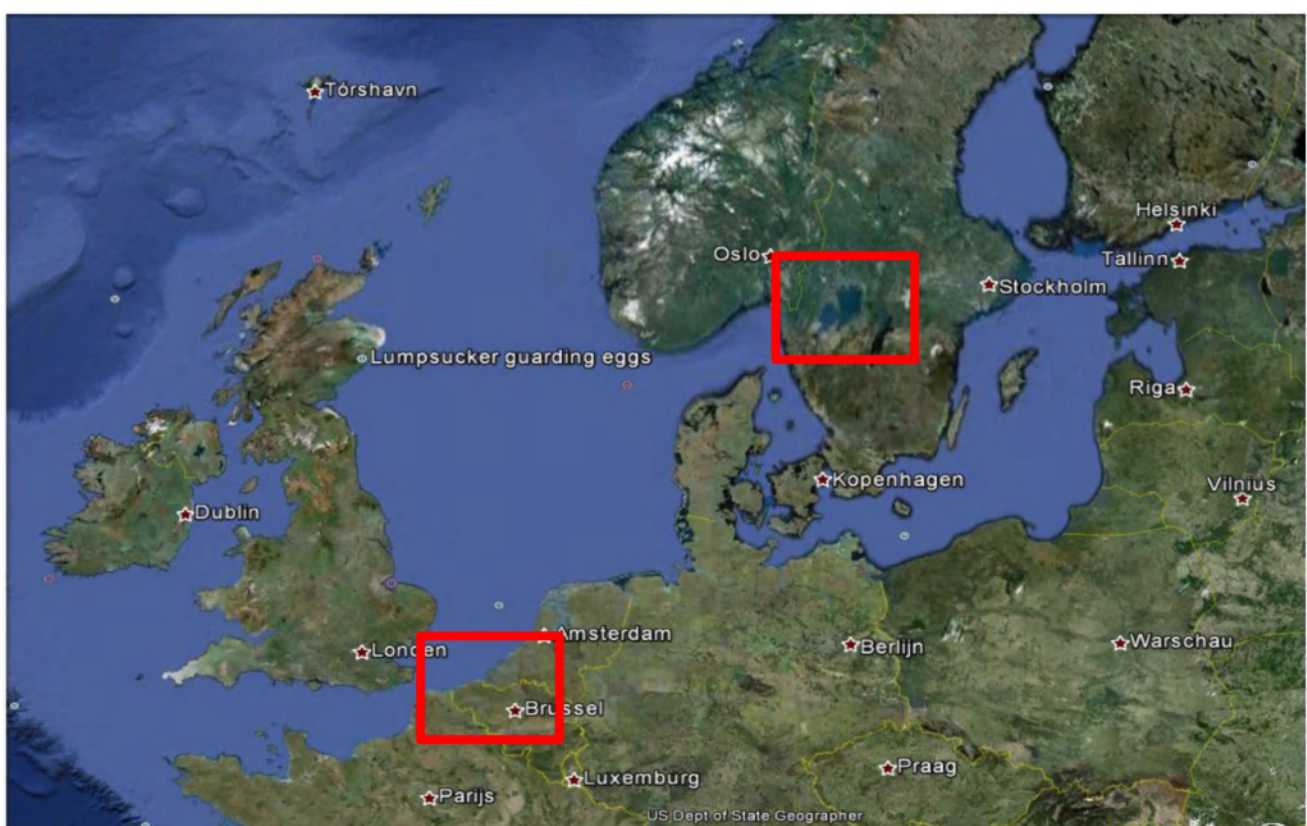 Tórshavn
Helsinki
Oslo
Tallinn
Stockholm
Lumpsucker guarding eggs
Riga
Kopenhagen
Vilnius
Dublin
Amsterdam
Londen
Berlijn
Warschau
Brussel
Praag
Luxemburg
Parijs
US Dept of State Geographer